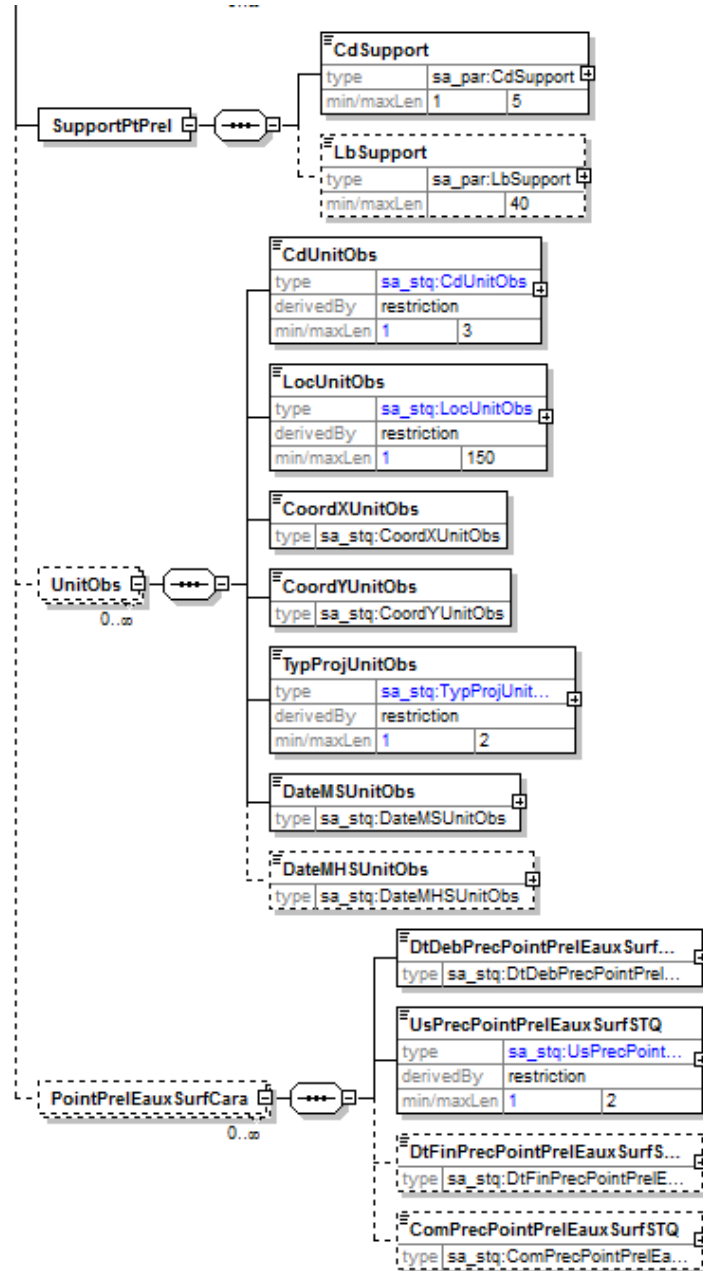 CdSupport
type sa_par:CdSupport
min/maxLen 1 5
SupportPtPrel
LbSupport
type sa_par:LbSupport
min/maxLen 40
CdUnitObs
type sa_stq:CdUnitObs
derivedBy restriction
min/maxLen 1 3
LocUnitObs
type sa_stq:LocUnitObs
derivedBy restriction
min/maxLen 1 150
CoordXUnitObs
type sa_stq:CoordXUnitObs
UnitObs
0..∞
CoordYUnitObs
type sa_stq:CoordYUnitObs
TypProjUnitObs
type sa_stq:TypProjUnit...
derivedBy restriction
min/maxLen 1 2
DateMSUnitObs
type sa_stq:DateMSUnitObs
DateMHSUnitObs
type sa_stq:DateMHSUnitObs
DtDebPrecPointPrelEauxSurf...
type sa_stq:DtDebPrecPointPrel...
UsPrecPointPrelEauxSurfSTQ
type sa_stq:UsPrecPoint...
derivedBy restriction
min/maxLen 1 2
PointPrelEauxSurfCara
0..∞
DtFinPrecPointPrelEauxSurfS...
type sa_stq:DtFinPrecPointPrelE...
ComPrecPointPrelEauxSurfSTQ
type sa_stq:ComPrecPointPrelEa...